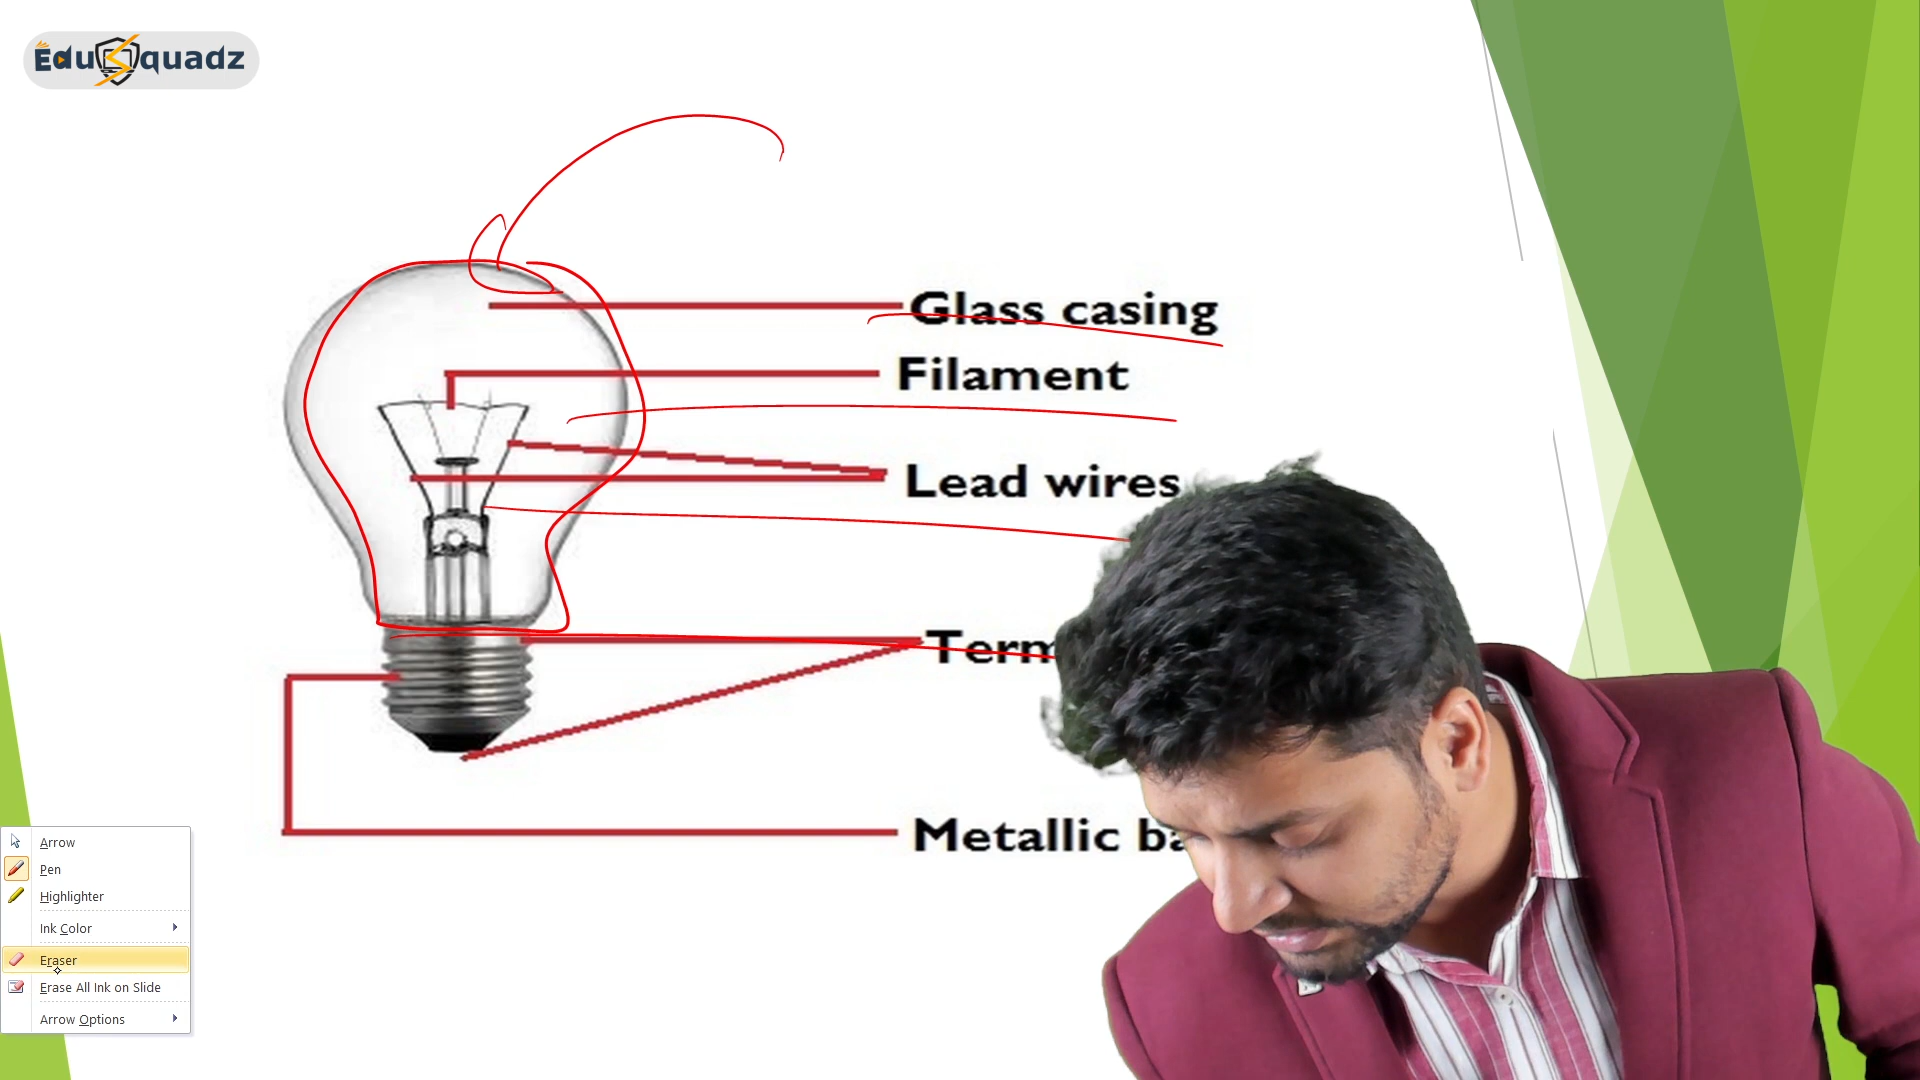 EduSquadz
Glass casing
Filament
Lead wires
Term
Metallic ba
Arrow
Pen
Highlighter
Ink Color
Eraser
Erase All Ink on Slide
Arrow Options